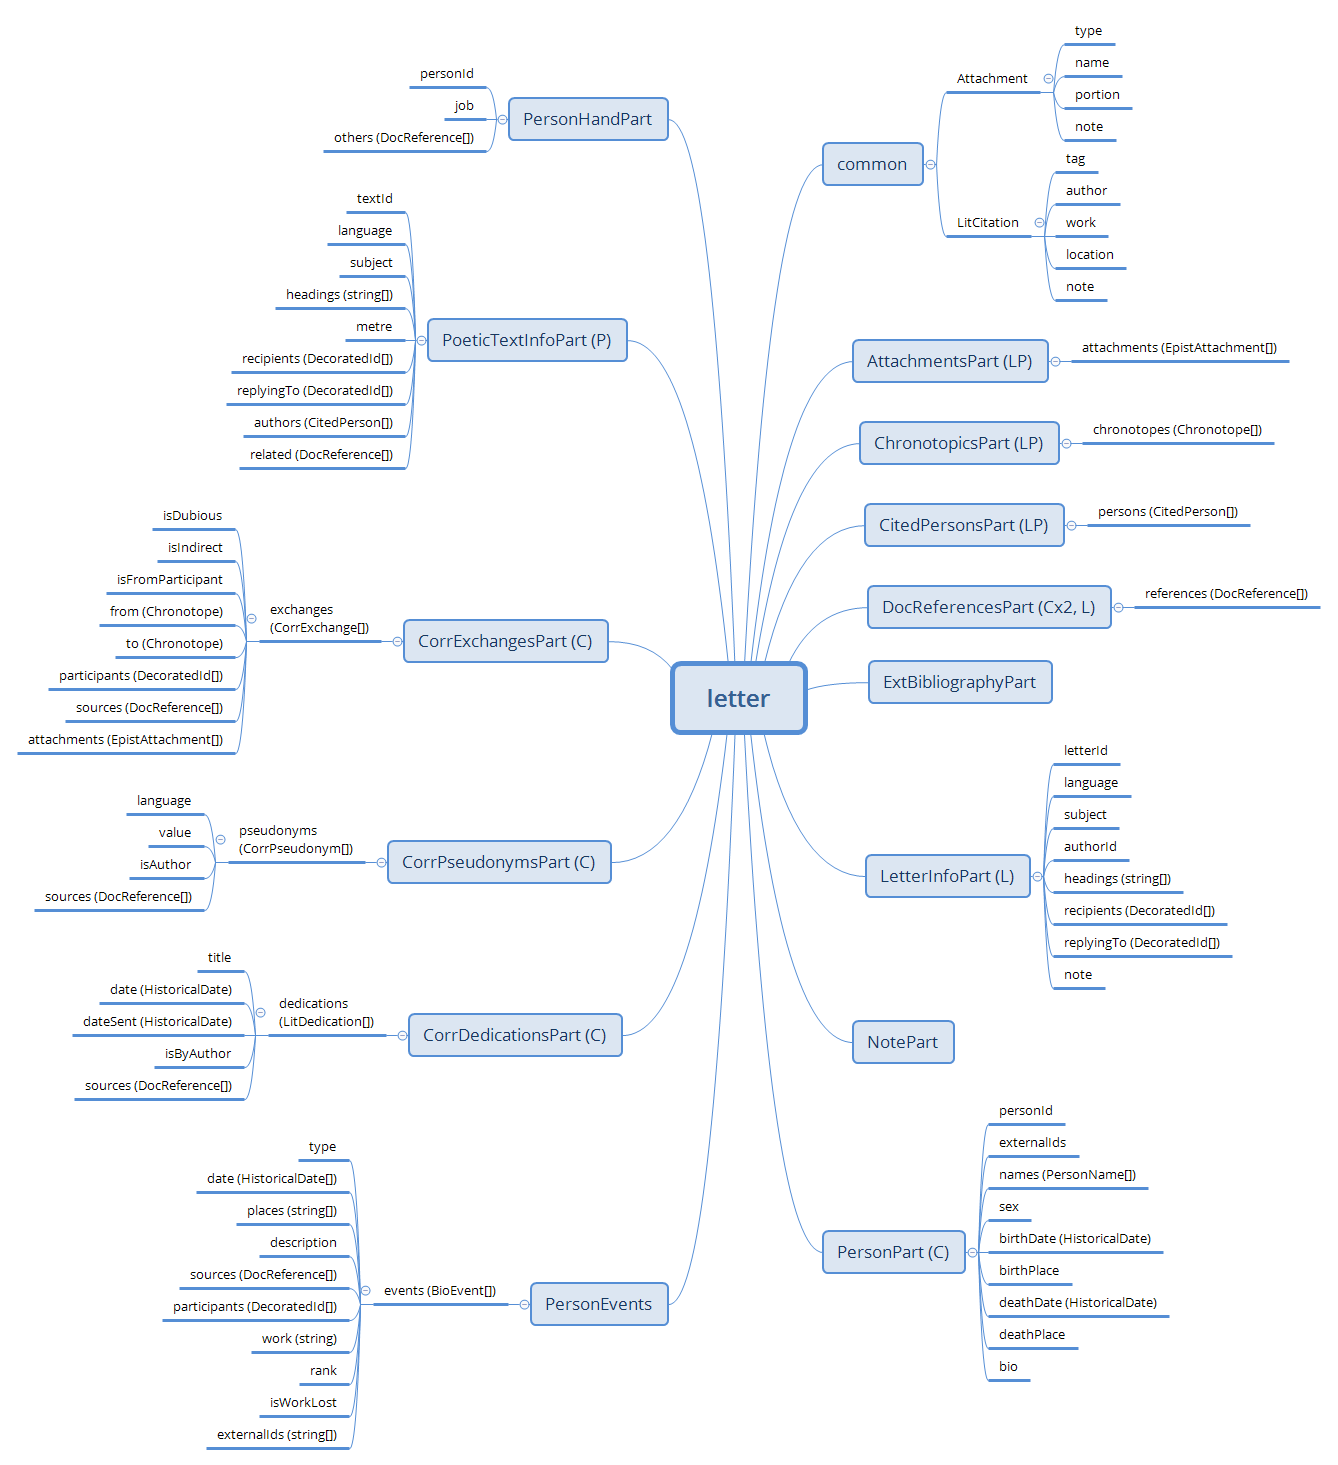 letter
PersonHandPart
personId
job
others (DocReference[])
PoeticTextInfoPart (P)
textId
language
subject
headings (string[])
metre
recipients (DecoratedId[])
replyingTo (DecoratedId[])
authors (CitedPerson[])
related (DocReference[])
CorrExchangesPart (C)
exchanges
(CorrExchange[])
isDubious
isIndirect
isFromParticipant
from (Chronotope)
to (Chronotope)
participants (DecoratedId[])
sources (DocReference[])
attachments (EpistAttachment[])
CorrPseudonymsPart (C)
pseudonyms
(CorrPseudonym[])
language
value
isAuthor
sources (DocReference[])
CorrDedicationsPart (C)
dedications
(LitDedication[])
title
date (HistoricalDate)
dateSent (HistoricalDate)
isByAuthor
sources (DocReference[])
PersonEvents
events (BioEvent[])
type
date (HistoricalDate[])
places (string[])
description
sources (DocReference[])
participants (DecoratedId[])
work (string)
rank
isWorkLost
externalIds (string[])
common
Attachment
type
name
portion
note
LitCitation
tag
author
work
location
note
AttachmentsPart (LP)
attachments (EpistAttachment[])
ChronotopicsPart (LP)
chronotopes (Chronotope[])
CitedPersonsPart (LP)
persons (CitedPerson[])
DocReferencesPart (Cx2, L)
references (DocReference[])
ExtBibliographyPart
LetterInfoPart (L)
letterId
language
subject
authorId
headings (string[])
recipients (DecoratedId[])
replyingTo (DecoratedId[])
note
NotePart
PersonPart (C)
personId
externalIds
names (PersonName[])
sex
birthDate (HistoricalDate)
birthPlace
deathDate (HistoricalDate)
deathPlace
bio